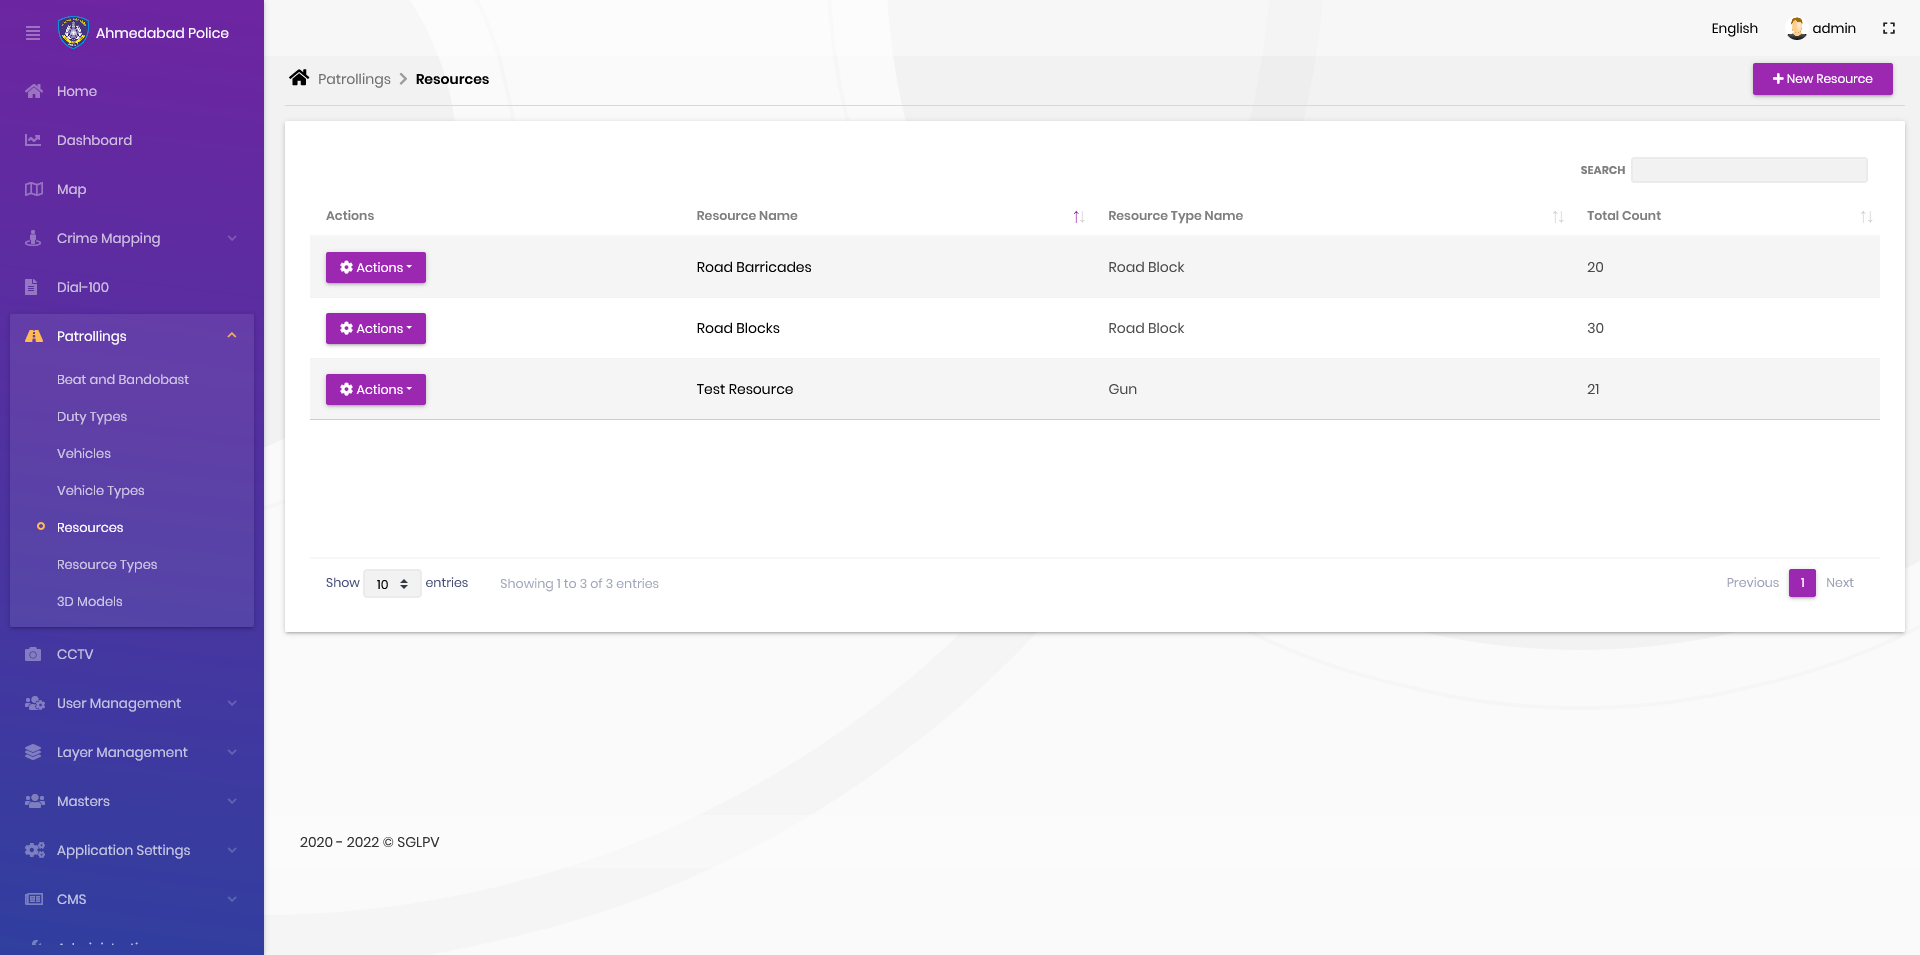 Ahmedabad Police
Home
Dashboard
Map
Crime Mapping
Dial-100
Patrollings
Beat and Bandobast
Duty Types
Vehicles
Vehicle Types
Resources
Resource Types
3D Models
CCTV
User Management
Layer Management
Masters
Application Settings
CMS
English admin
Patrollings Resources
New Resource
SEARCH
Actions Resource Name Resource Type Name Total Count
Actions Road Barricades Road Block 20
Actions Road Blocks Road Block 30
Actions Test Resource Gun 21
Show 10 entries Showing 1 to 3 of 3 entries Previous 1 Next
2020 - 2022 © SGLPV